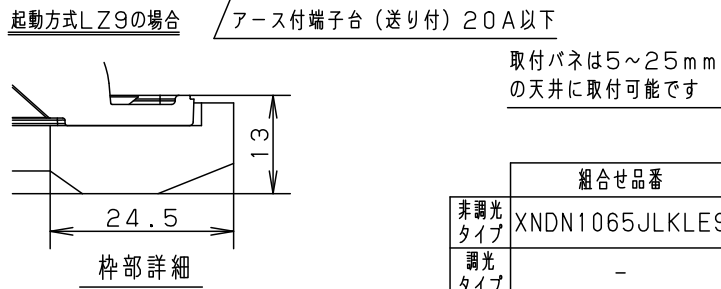 起動方式LZ9の場合
アース付端子台(送り付)20A以下
取付バネは5~25mm
の天井に取付可能です
13
24.5
枠部詳細
組合せ品番
非調光
タイプ
XNDN1065JLKLE9
調光
タイプ
-